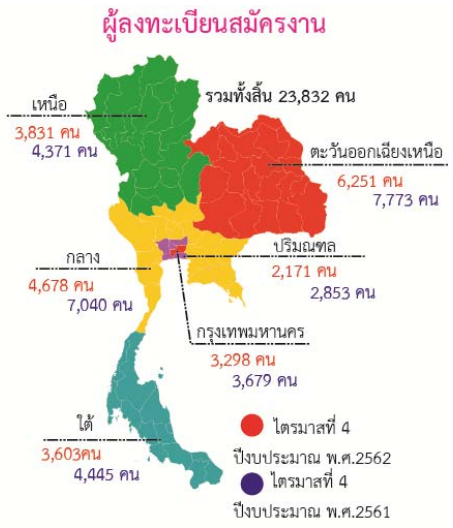 ผู้ลงทะเบียนสมัครงาน
รวมทั้งสิ้น 23,832 คน
เหนือ
3,831 คน
4,371 คน
ตะวันออกเฉียงเหนือ
6,251 คน
7,773 คน
กลาง
4,678 คน
7,040 คน
ปริมณฑล
2,171 คน
2,853 คน
กรุงเทพมหานคร
3,298 คน
3,679 คน
ใต้
3,603คน
4,445 คน
ไตรมาสที่ 4
ปีงบประมาณ พ.ศ.2562
ไตรมาสที่ 4
ปีงบประมาณ พ.ศ.2561